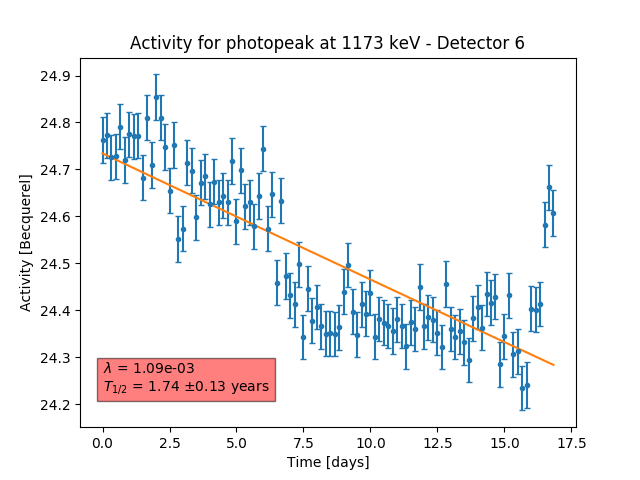 Activity for photopeak at 1173 keV - Detector 6
Activity [Becquerel]
24.9
24.8
24.7
24.6
24.5
24.4
24.3
24.2
λ = 1.09e-03
T1/2 = 1.74 ±0.13 years
0.0 2.5 5.0 7.5 10.0 12.5 15.0 17.5
Time [days]